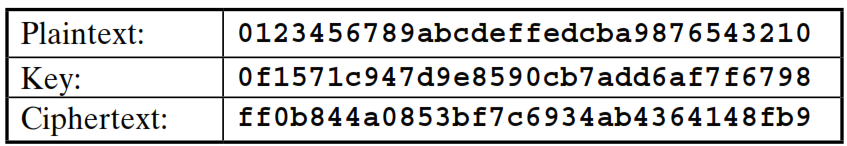 Plaintext: 0123456789abcdeffedcba9876543210
Key: 0f1571c947d9e8590cb7add6af7f6798
Ciphertext: ff0b844a0853bf7c6934ab4364148fb9